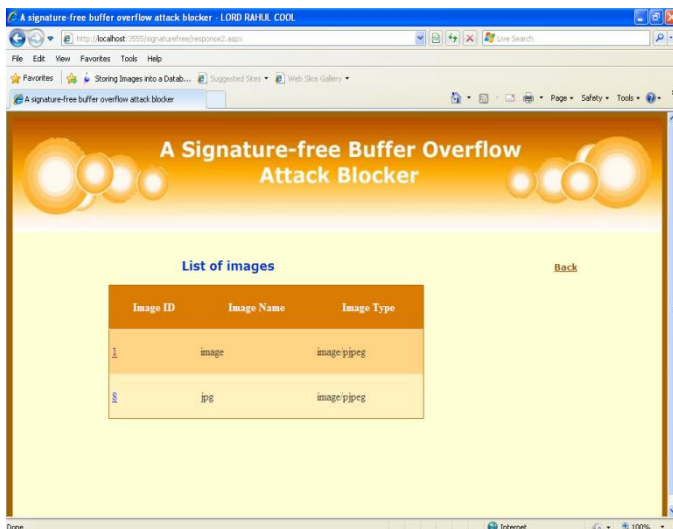 A signature-free buffer overflow attack blocker - LORD RAHUL COOL
http://localhost:3555/signaturefree/response2.aspx
Live Search
File Edit View Favorites Tools Help
Favorites Storing Images into a Datab... Suggested Sites Web Slice Gallery
A signature-free buffer overflow attack blocker
Page Safety Tools
A Signature-free Buffer Overflow
Attack Blocker
List of images Back
Image ID Image Name Image Type
1 image image/pjpeg
8 jpg image/pjpeg
Done Internet 100%